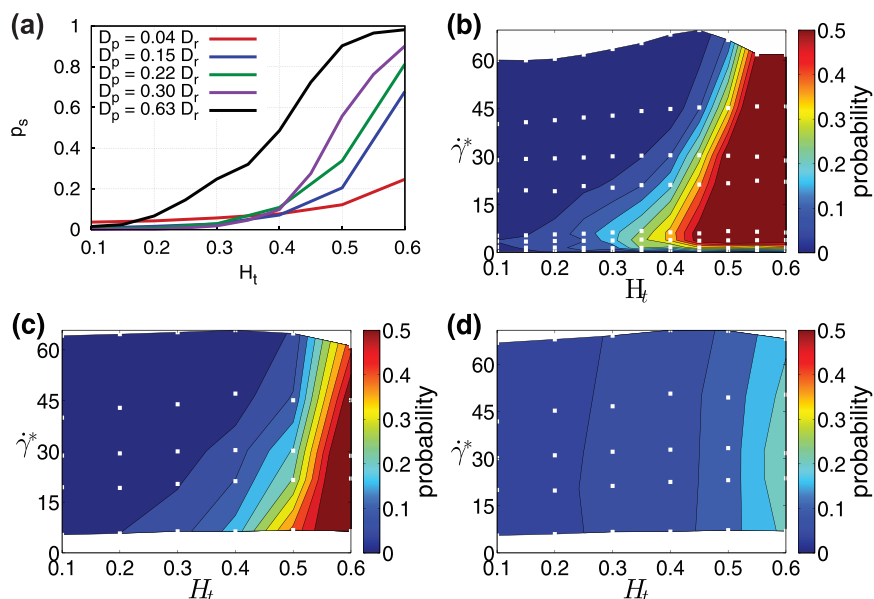 (a)
1
0.8
0.6
0.4
0.2
0
p_s
D_p = 0.04 D_r
D_p = 0.15 D_r
D_p = 0.22 D_r
D_p = 0.30 D_r
D_p = 0.63 D_r
0.1 0.2 0.3 0.4 0.5 0.6
H_t
(b)
60
45
30
15
0
γ̇*
0.1 0.2 0.3 0.4 0.5 0.6
H_t
0.5
0.4
0.3
0.2
0.1
0
probability
(c)
60
45
30
15
0
γ̇*
0.1 0.2 0.3 0.4 0.5 0.6
H_t
0.5
0.4
0.3
0.2
0.1
0
probability
(d)
60
45
30
15
0
γ̇*
0.1 0.2 0.3 0.4 0.5 0.6
H_t
0.5
0.4
0.3
0.2
0.1
0
probability